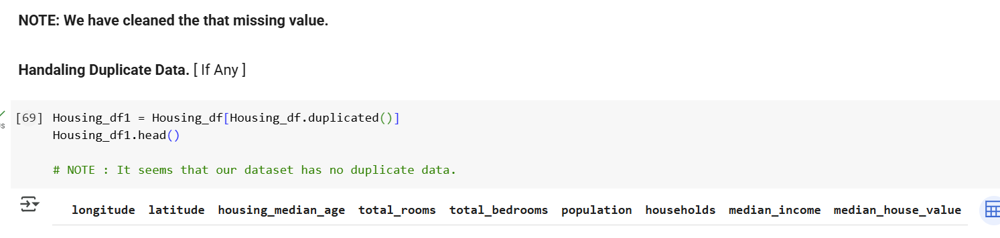 NOTE: We have cleaned the that missing value.
Handaling Duplicate Data. [ If Any ]
[69] Housing_df1 = Housing_df[Housing_df.duplicated()]
Housing_df1.head()
# NOTE : It seems that our dataset has no duplicate data.
longitude latitude housing_median_age total_rooms total_bedrooms population households median_income median_house_value